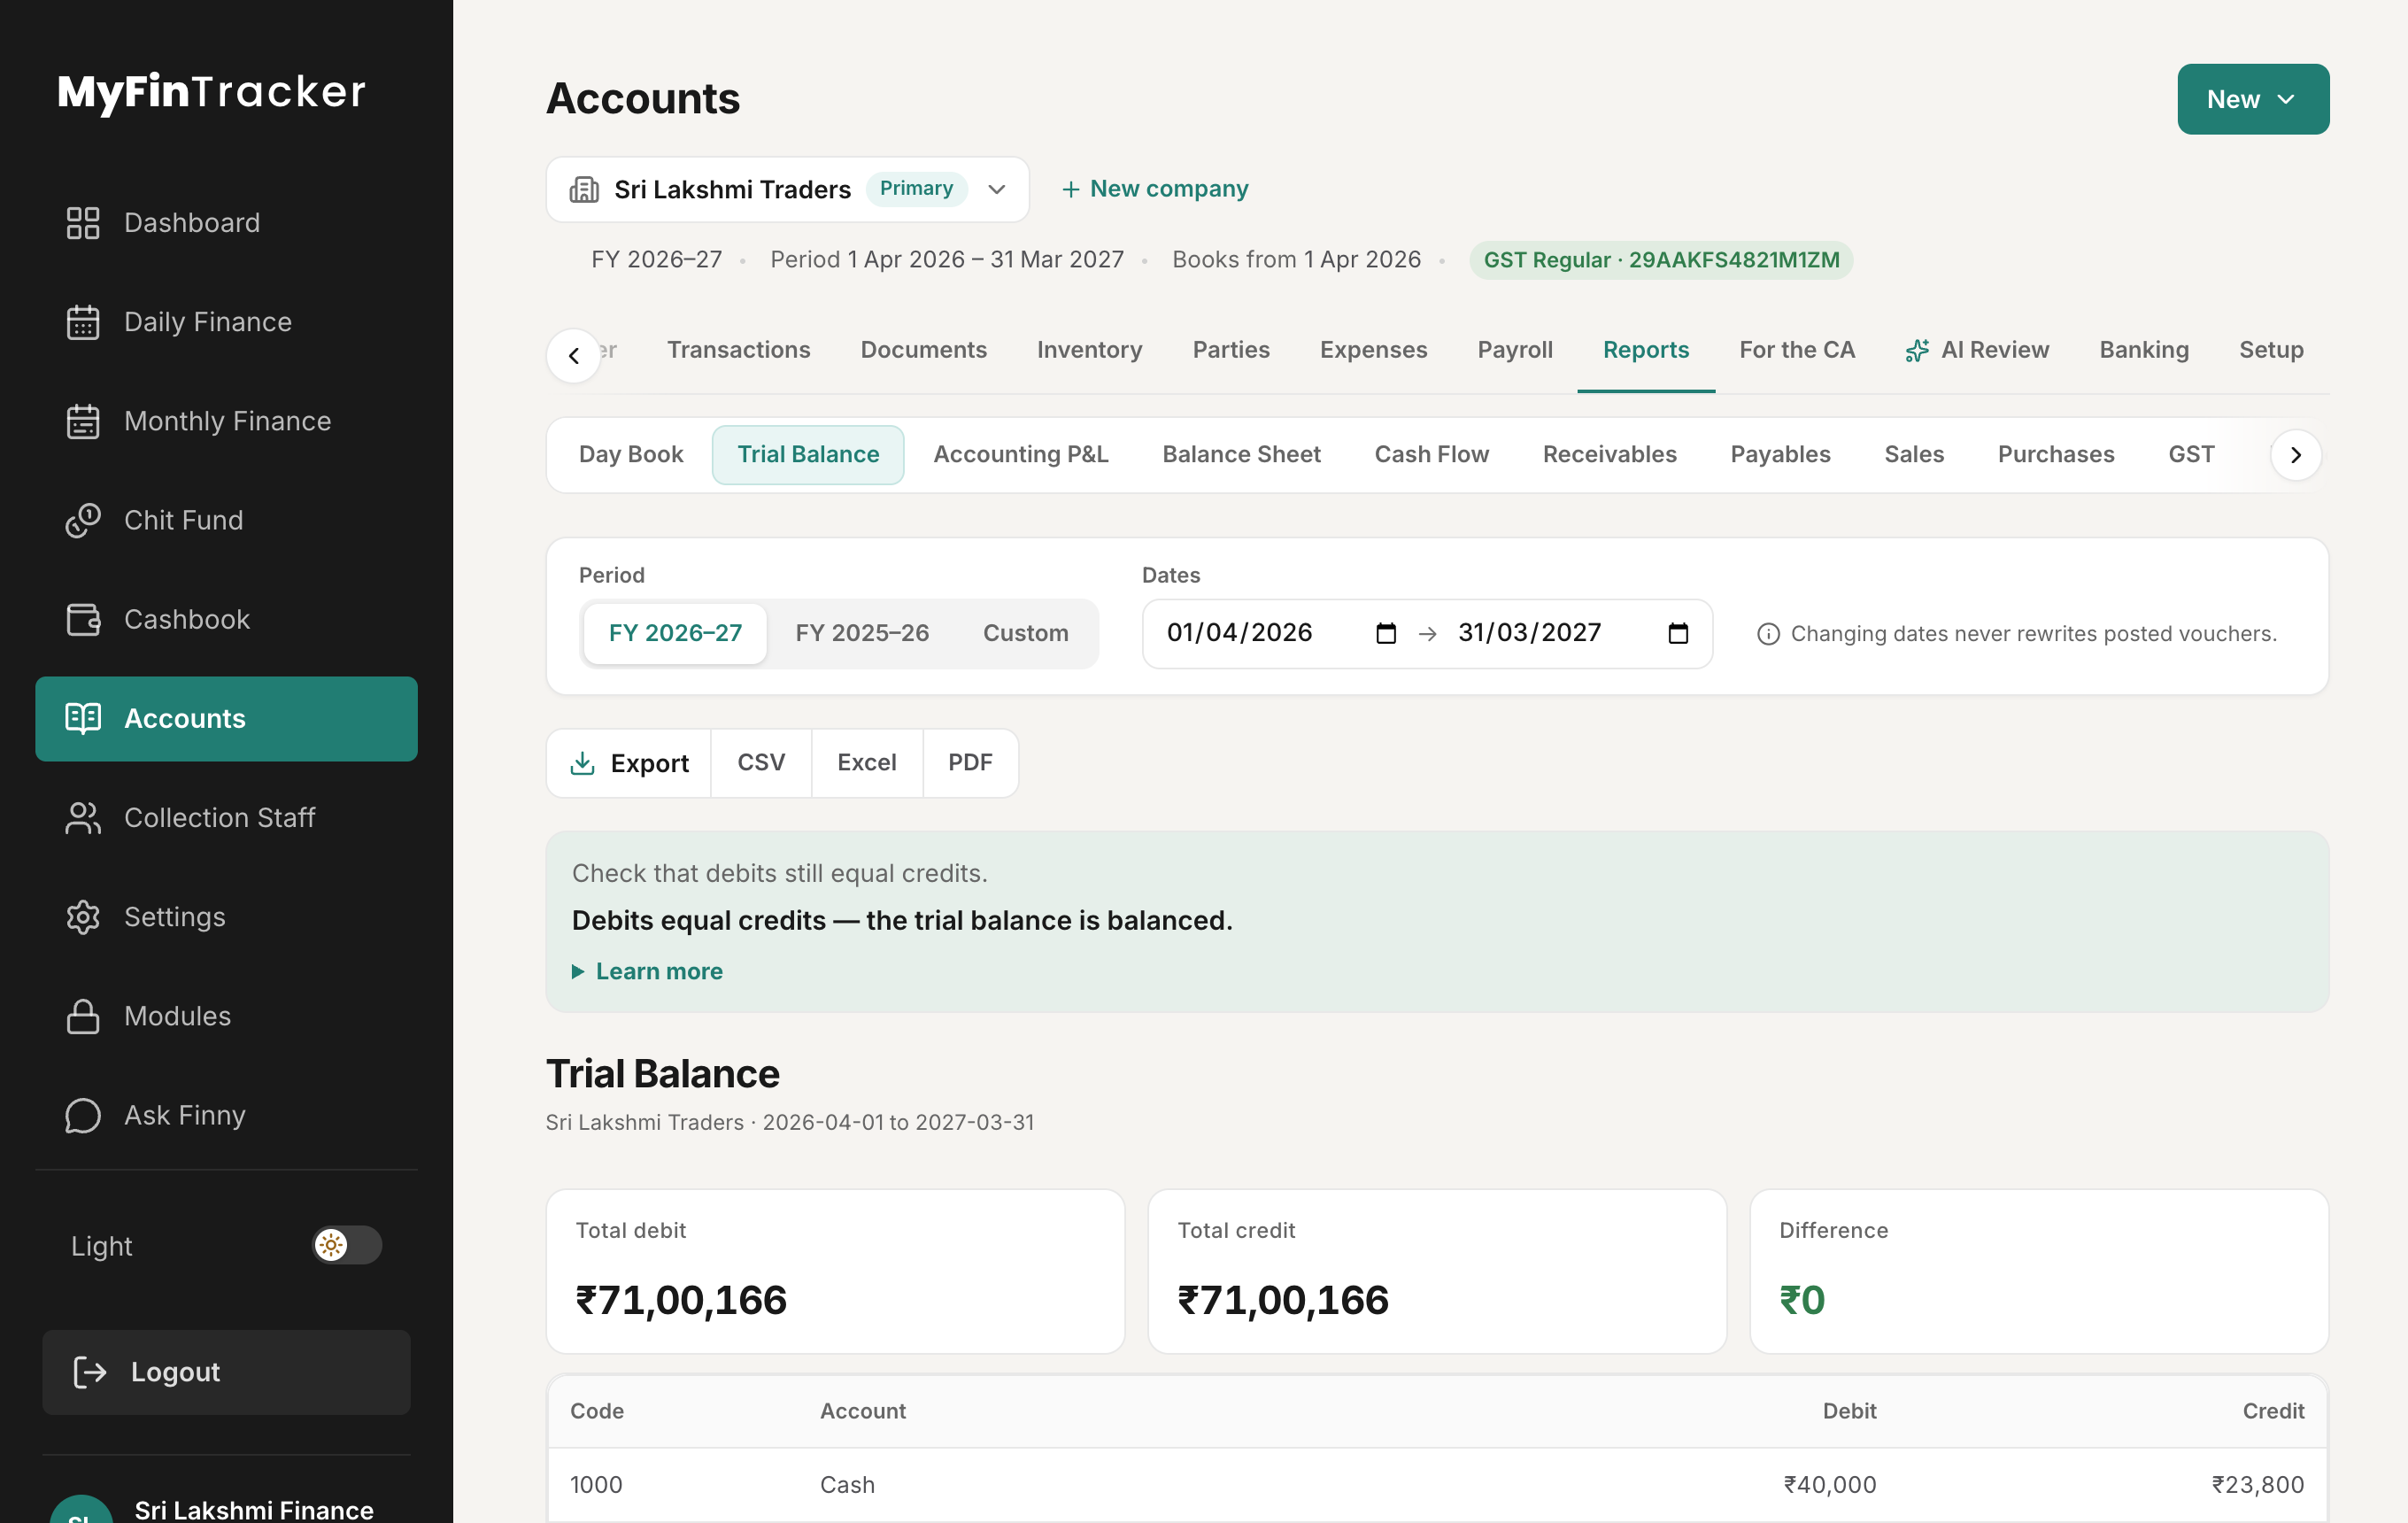 MyFinTracker
Dashboard
Daily Finance
Monthly Finance
Chit Fund
Cashbook
Accounts
Collection Staff
Settings
Modules
Ask Finny
Light
Logout
Sri Lakshmi Finance
Accounts
New
Sri Lakshmi Traders Primary
+ New company
FY 2026–27 • Period 1 Apr 2026 – 31 Mar 2027 • Books from 1 Apr 2026 • GST Regular · 29AAKFS4821M1ZM
Transactions Documents Inventory Parties Expenses Payroll Reports For the CA AI Review Banking Setup
Day Book Trial Balance Accounting P&L Balance Sheet Cash Flow Receivables Payables Sales Purchases GST
Period
FY 2026–27 FY 2025–26 Custom
Dates
01/04/2026 → 31/03/2027
Changing dates never rewrites posted vouchers.
Export CSV Excel PDF
Check that debits still equal credits.
Debits equal credits — the trial balance is balanced.
Learn more
Trial Balance
Sri Lakshmi Traders · 2026-04-01 to 2027-03-31
Total debit
₹71,00,166
Total credit
₹71,00,166
Difference
₹0
Code Account Debit Credit
1000 Cash ₹40,000 ₹23,800